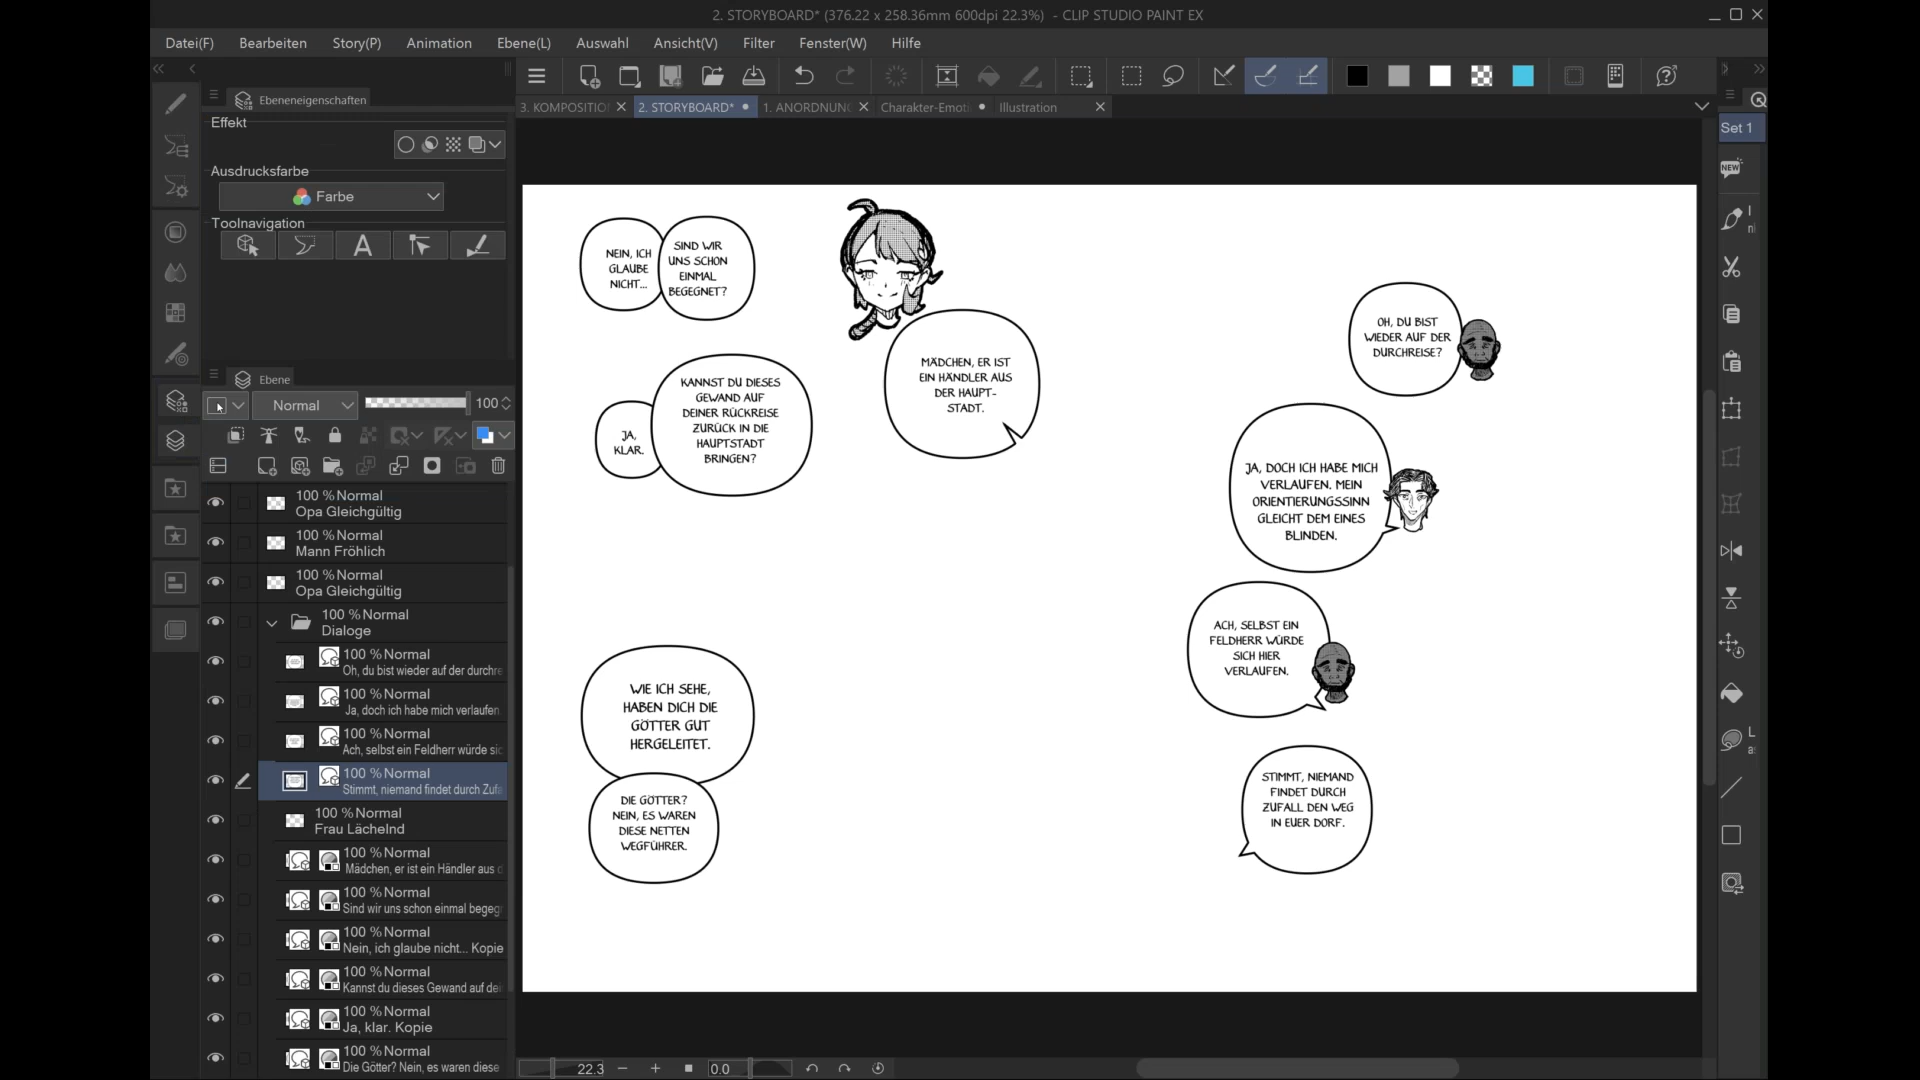 2. STORYBOARD* (376.22 x 258.36mm 600dpi 22.3%) - CLIP STUDIO PAINT EX
Datei(F) Bearbeiten Story(P) Animation Ebene(L) Auswahl Ansicht(V) Filter Fenster(W) Hilfe
3. KOMPOSITIO 2. STORYBOARD* 1. ANORDNUNG Charakter-Emoti Illustration
Ebeneneigenschaften
Effekt
Ausdrucksfarbe
Farbe
Toolnavigation
Ebene
Normal 100
100 %Normal
Opa Gleichgültig
100 %Normal
Mann Fröhlich
100 %Normal
Opa Gleichgültig
100 %Normal
Dialoge
100 %Normal
Oh, du bist wieder auf der durchre
100 %Normal
Ja, doch ich habe mich verlaufen.
100 %Normal
Ach, selbst ein Feldherr würde sic
100 %Normal
Stimmt, niemand findet durch Zufa
100 %Normal
Frau Lächelnd
100 %Normal
Mädchen, er ist ein Händler aus d
100 %Normal
Sind wir uns schon einmal begeg
100 %Normal
Nein, ich glaube nicht... Kopie
100 %Normal
Kannst du dieses Gewand auf dei
100 %Normal
Ja, klar. Kopie
100 %Normal
Die Götter? Nein, es waren diese
NEIN, ICH
GLAUBE
NICHT...
SIND WIR
UNS SCHON
EINMAL
BEGEGNET?
MÄDCHEN, ER IST
EIN HÄNDLER AUS
DER HAUPT-
STADT.
KANNST DU DIESES
GEWAND AUF
DEINER RÜCKREISE
ZURÜCK IN DIE
HAUPTSTADT
BRINGEN?
JA,
KLAR.
WIE ICH SEHE,
HABEN DICH DIE
GÖTTER GUT
HERGELEITET.
DIE GÖTTER?
NEIN, ES WAREN
DIESE NETTEN
WEGFÜHRER.
OH, DU BIST
WIEDER AUF DER
DURCHREISE?
JA, DOCH ICH HABE MICH
VERLAUFEN. MEIN
ORIENTIERUNGSSINN
GLEICHT DEM EINES
BLINDEN.
ACH, SELBST EIN
FELDHERR WÜRDE
SICH HIER
VERLAUFEN.
STIMMT, NIEMAND
FINDET DURCH
ZUFALL DEN WEG
IN EUER DORF.
22.3 0.0
Set 1
NEW